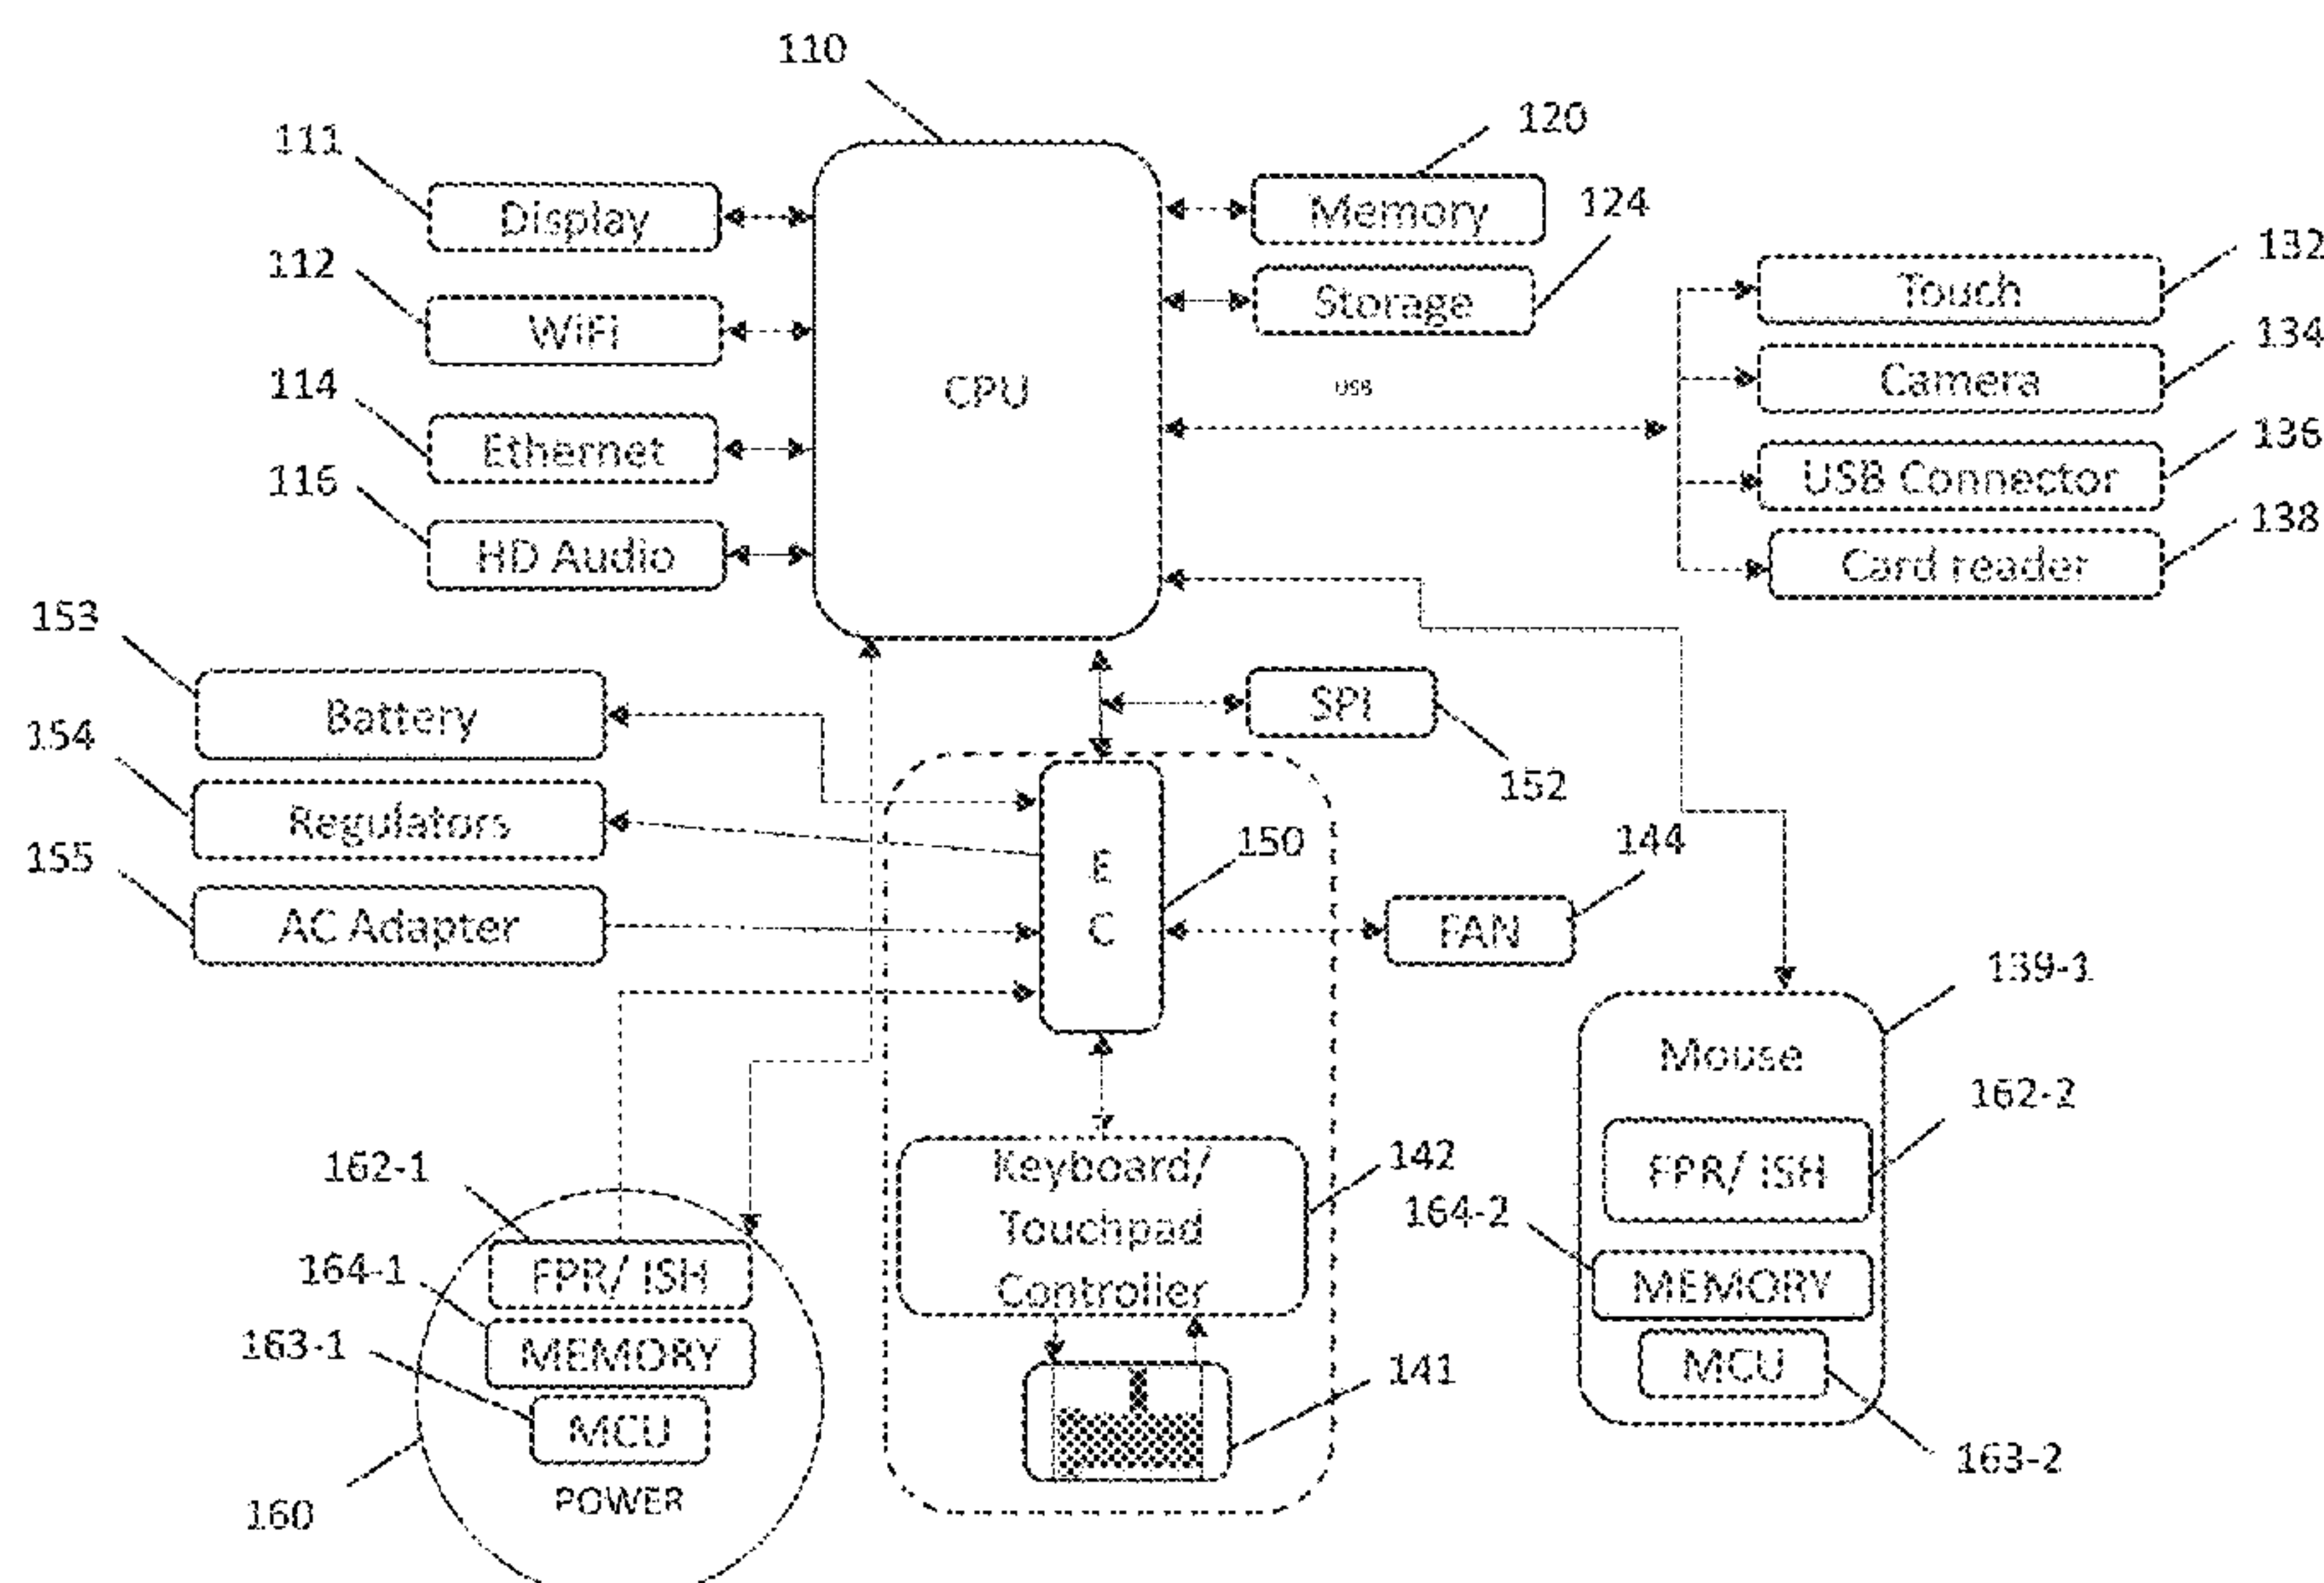 110
111
Display
120
Memory
124
Storage
112
WiFi
132
Touch
134
Camera
114
Ethernet
CPU
USB
136
USB Connector
116
HD Audio
138
Card reader
153
Battery
SPI
152
154
Regulators
155
AC Adapter
E
C
150
144
FAN
139-1
Mouse
162-2
FPR/ ISH
164-2
MEMORY
MCU
163-2
142
Keyboard/
Touchpad
Controller
141
162-1
FPR/ ISH
164-1
MEMORY
163-1
MCU
POWER
160